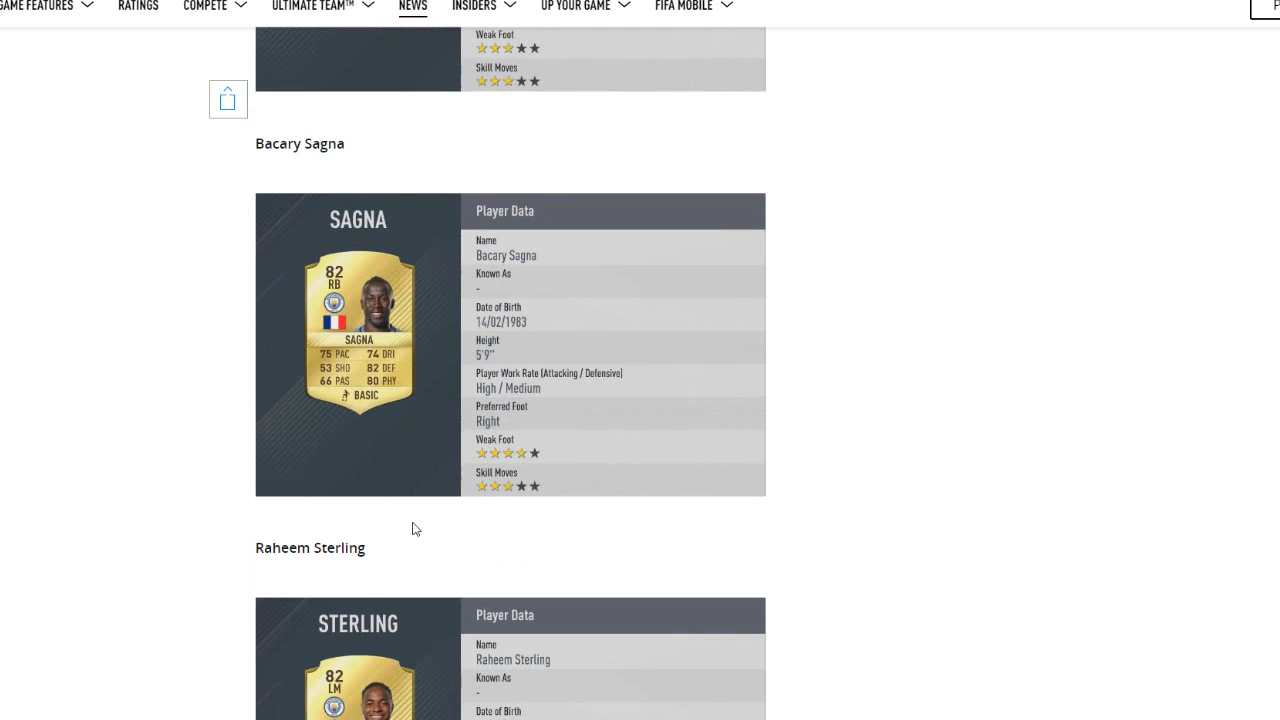 GAME FEATURES RATINGS COMPETE ULTIMATE TEAM™ NEWS INSIDERS UP YOUR GAME FIFA MOBILE P
Weak Foot
Skill Moves
Bacary Sagna
SAGNA
82
RB
SAGNA
75 PAC 74 DRI
53 SHO 82 DEF
66 PAS 80 PHY
BASIC
Player Data
Name
Bacary Sagna
Known As
-
Date of Birth
14/02/1983
Height
5'9"
Player Work Rate (Attacking / Defensive)
High / Medium
Preferred Foot
Right
Weak Foot
Skill Moves
Raheem Sterling
STERLING
82
LM
Player Data
Name
Raheem Sterling
Known As
-
Date of Birth